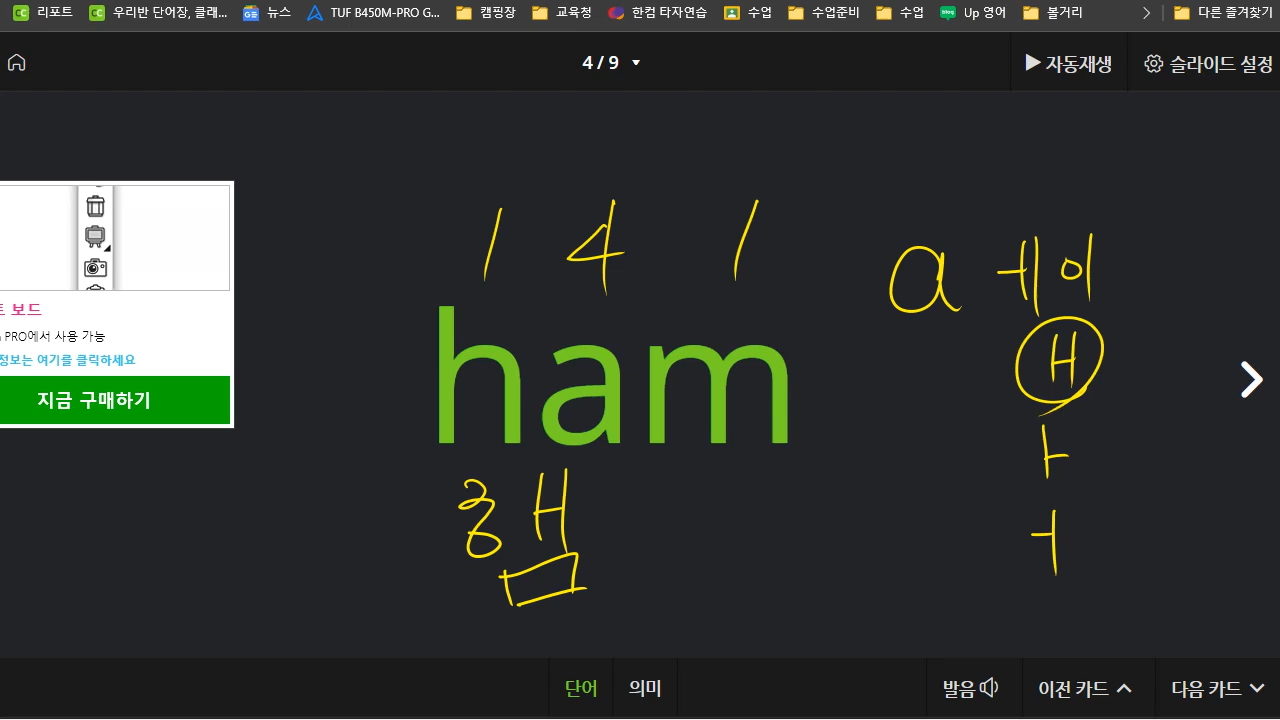 리포트 우리반 단어장, 클래... 뉴스 TUF B450M-PRO G... 캠핑장 교육청 한컴 타자연습 수업 수업준비 수업 Up 영어 볼거리 다른 즐겨찾기
4 / 9 자동재생 슬라이드 설정
1 4 1
a ㅔ이
ㅐ
ㅏ
ㅓ
트 보드
PRO에서 사용 가능
정보는 여기를 클릭하세요
지금 구매하기
ham
햄
단어 의미 발음 이전 카드 다음 카드